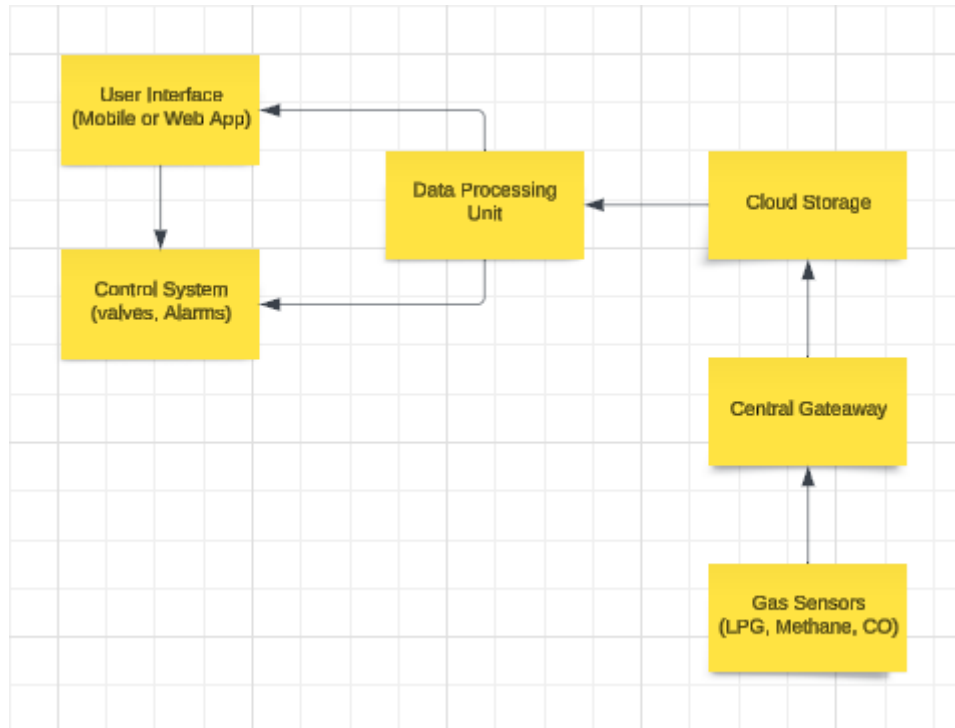 User Interface
(Mobile or Web App)
Data Processing
Unit
Cloud Storage
Control System
(valves, Alarms)
Central Gateaway
Gas Sensors
(LPG, Methane, CO)